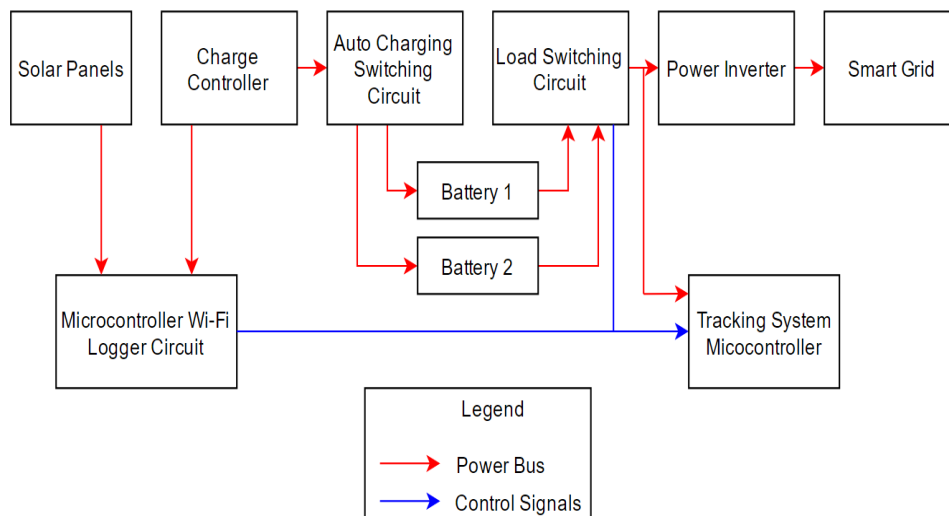 Solar Panels
Charge
Controller
Auto Charging
Switching
Circuit
Load Switching
Circuit
Power Inverter
Smart Grid
Battery 1
Battery 2
Microcontroller Wi-Fi
Logger Circuit
Tracking System
Micocontroller
Legend
Power Bus
Control Signals